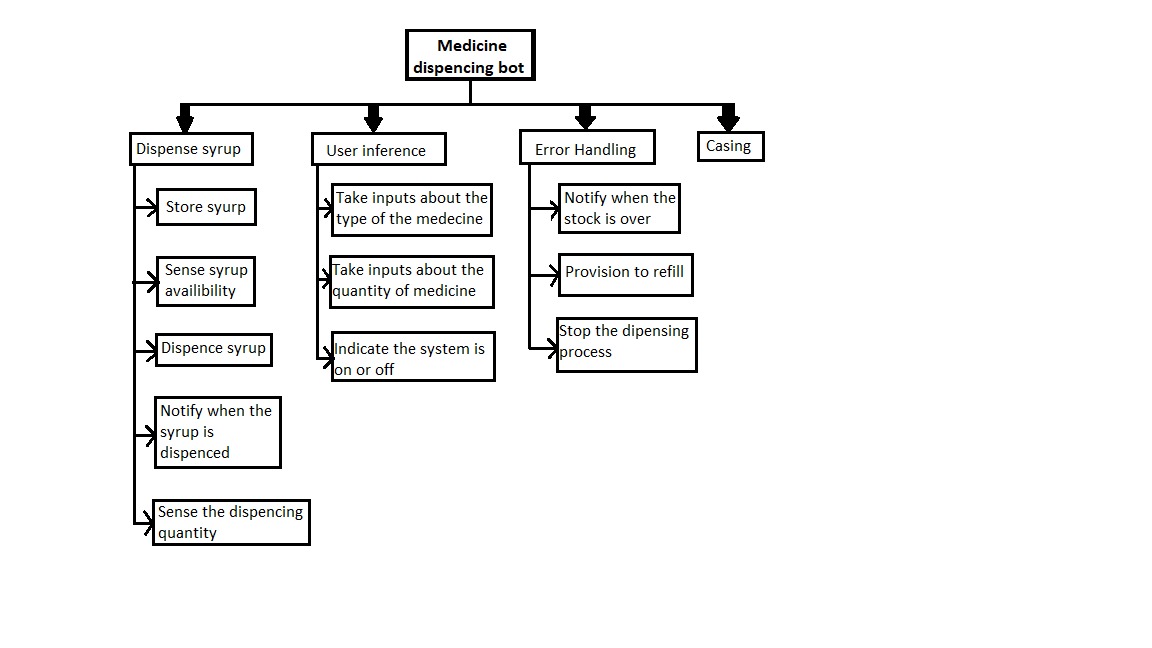 Medicine
dispencing bot
Dispense syrup
User inference
Error Handling
Casing
Store syurp
Sense syrup
availibility
Dispence syrup
Notify when the
syrup is
dispenced
Sense the dispencing
quantity
Take inputs about the
type of the medecine
Take inputs about the
quantity of medicine
Indicate the system is
on or off
Notify when the
stock is over
Provision to refill
Stop the dipensing
process